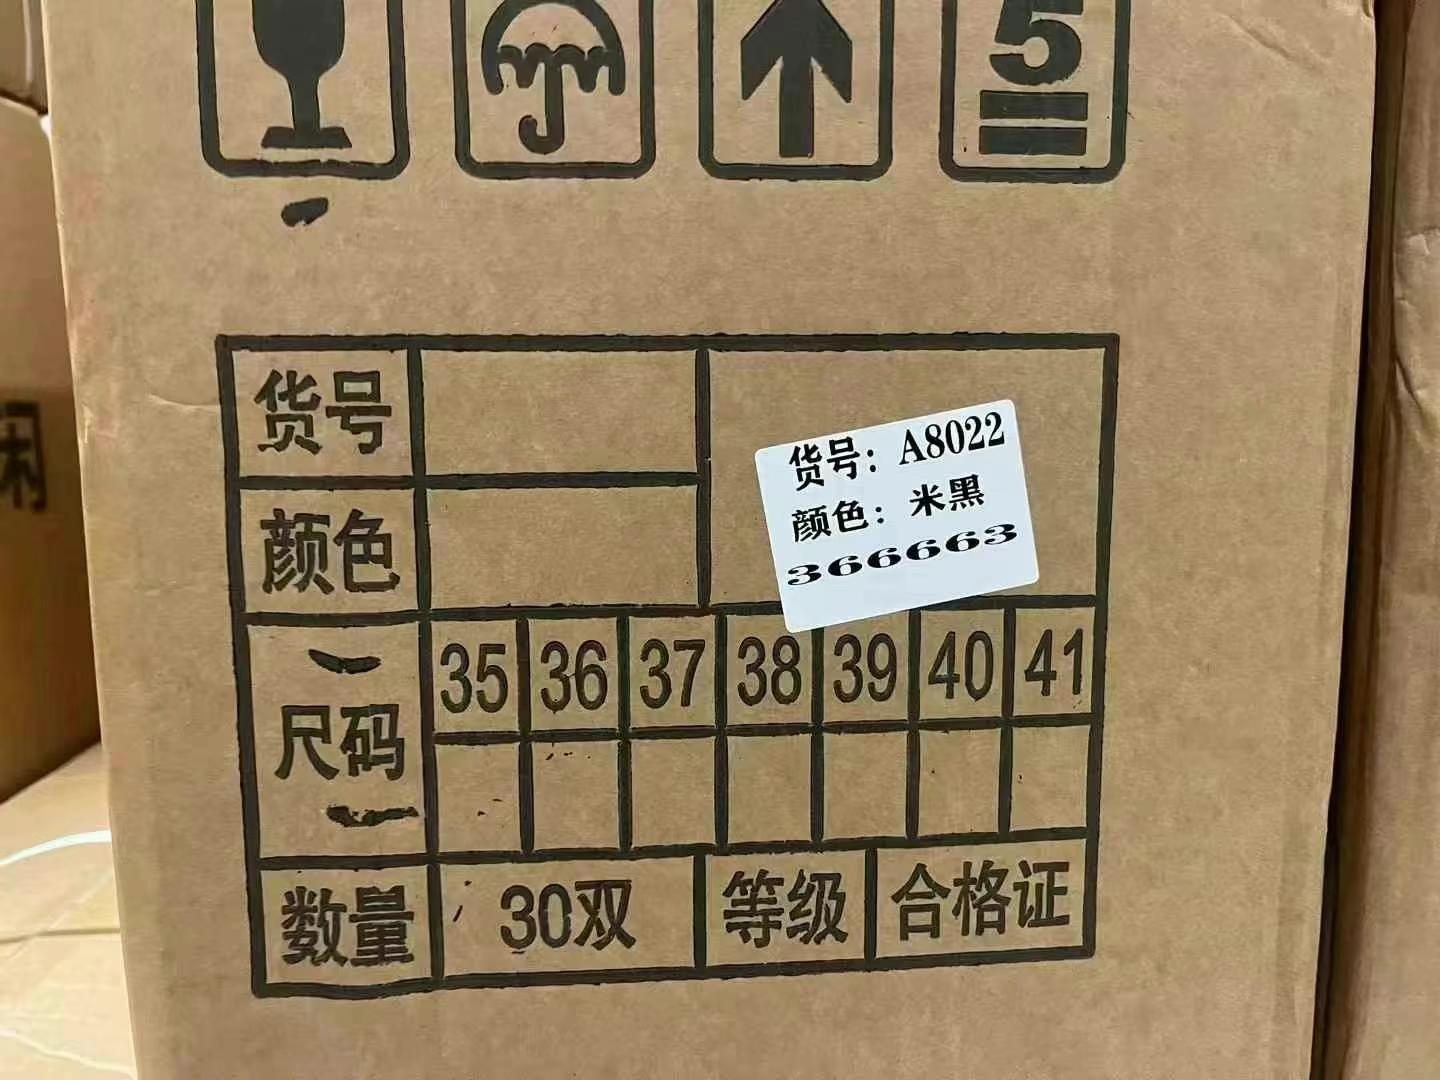 5
货号
货号：A8022
颜色：米黑
366663
颜色
尺码
35 36 37 38 39 40 41
数量 30双 等级 合格证